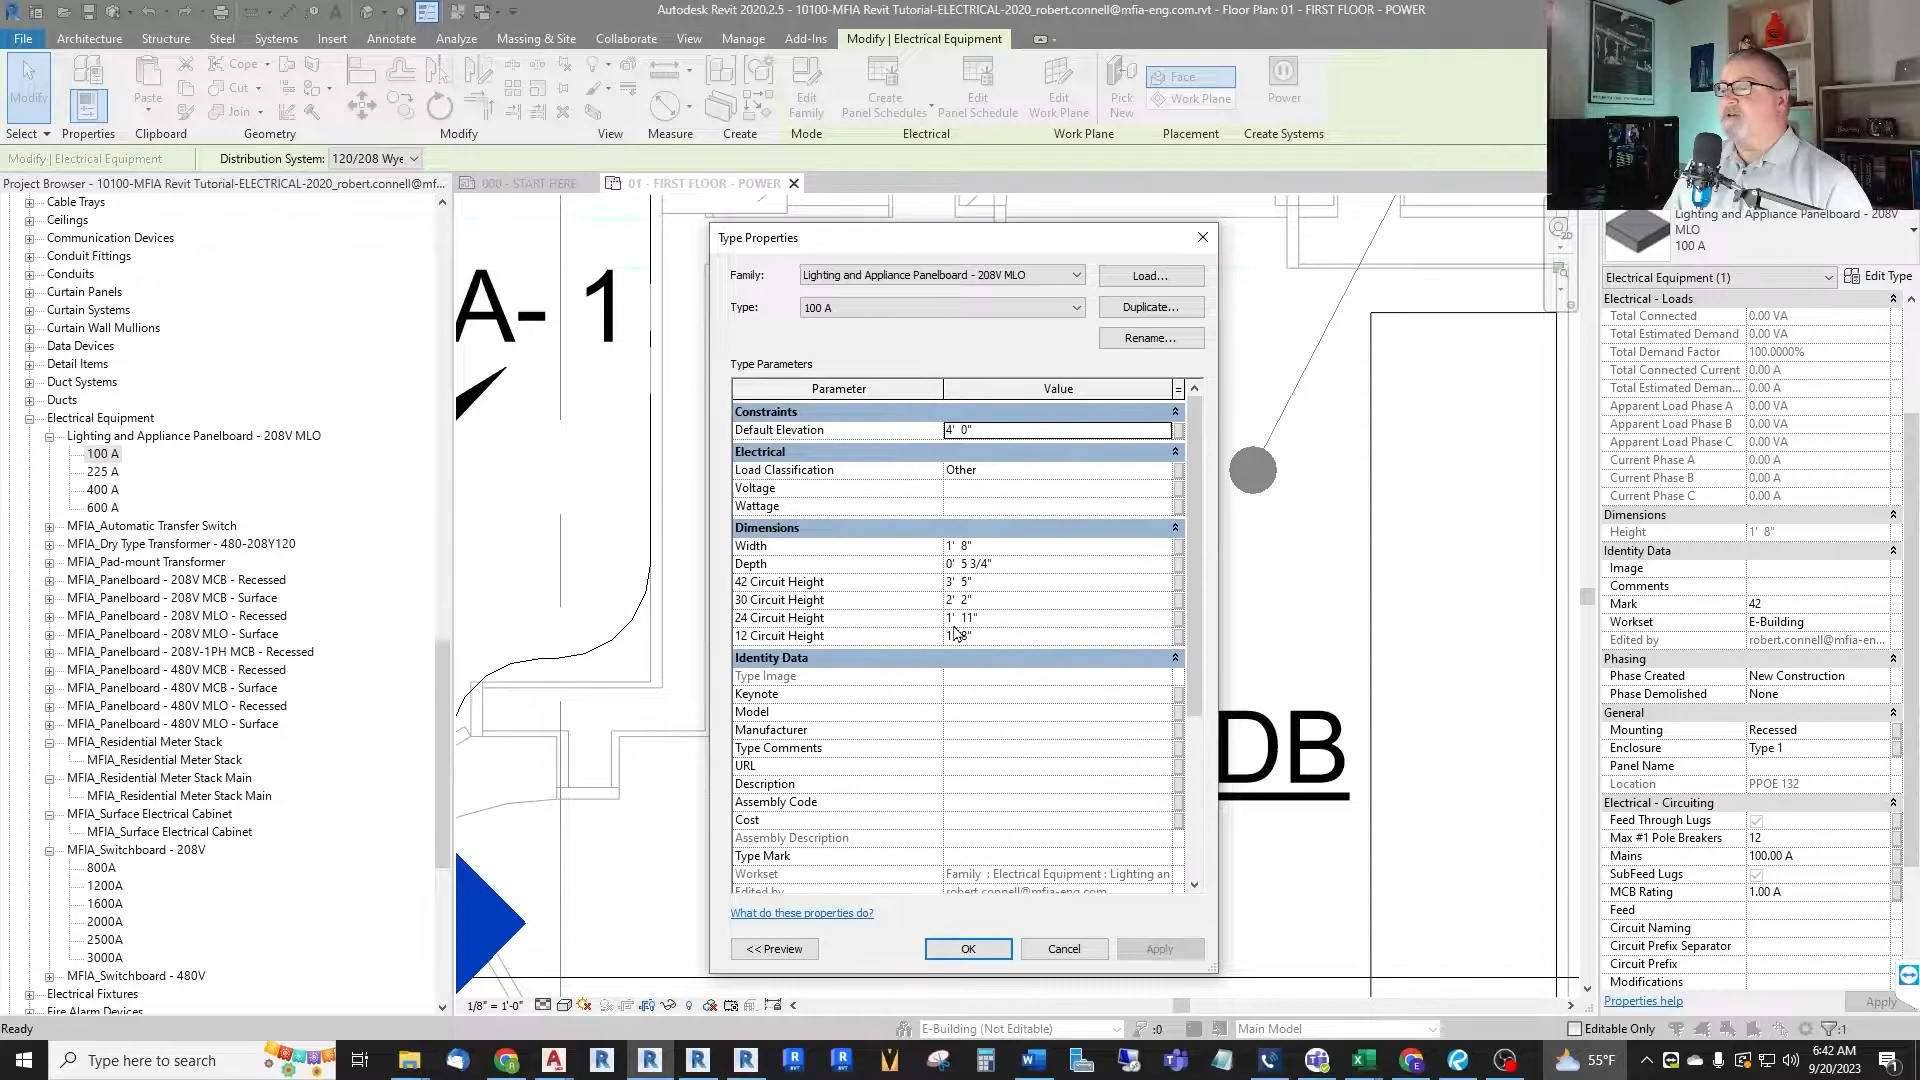 Autodesk Revit 2020.2.5 - 10100-MFIA Revit Tutorial-ELECTRICAL-2020_robert.connell@mfia-eng.com.rvt - Floor Plan: 01 - FIRST FLOOR - POWER
File Architecture Structure Steel Systems Insert Annotate Analyze Massing & Site Collaborate View Manage Add-Ins Modify | Electrical Equipment
Modify
Paste
Cope
Cut
Join
Edit Family
Create Panel Schedule
Edit Panel Schedule
Edit Work Plane
Pick New
Face
Work Plane
Power
Select Properties Clipboard Geometry Modify View Measure Create Mode Electrical Work Plane Placement Create Systems
Modify | Electrical Equipment Distribution System: 120/208 Wye
Project Browser - 10100-MFIA Revit Tutorial-ELECTRICAL-2020_robert.connell@mf...
000 - START HERE
01 - FIRST FLOOR - POWER
Cable Trays
Ceilings
Communication Devices
Conduit Fittings
Conduits
Curtain Panels
Curtain Systems
Curtain Wall Mullions
Data Devices
Detail Items
Duct Systems
Ducts
Electrical Equipment
Lighting and Appliance Panelboard - 208V MLO
100 A
225 A
400 A
600 A
MFIA_Automatic Transfer Switch
MFIA_Dry Type Transformer - 480-208Y120
MFIA_Pad-mount Transformer
MFIA_Panelboard - 208V MCB - Recessed
MFIA_Panelboard - 208V MCB - Surface
MFIA_Panelboard - 208V MLO - Recessed
MFIA_Panelboard - 208V MLO - Surface
MFIA_Panelboard - 208V-1PH MCB - Recessed
MFIA_Panelboard - 480V MCB - Recessed
MFIA_Panelboard - 480V MCB - Surface
MFIA_Panelboard - 480V MLO - Recessed
MFIA_Panelboard - 480V MLO - Surface
MFIA_Residential Meter Stack
MFIA_Residential Meter Stack
MFIA_Residential Meter Stack Main
MFIA_Residential Meter Stack Main
MFIA_Surface Electrical Cabinet
MFIA_Surface Electrical Cabinet
MFIA_Switchboard - 208V
800A
1200A
1600A
2000A
2500A
3000A
MFIA_Switchboard - 480V
Electrical Fixtures
Fire Alarm Devices
A- 1
DB
Type Properties
Family: Lighting and Appliance Panelboard - 208V MLO Load...
Type: 100 A Duplicate...
Rename...
Type Parameters
Parameter Value =
Constraints
Default Elevation 4' 0"
Electrical
Load Classification Other
Voltage
Wattage
Dimensions
Width 1' 8"
Depth 0' 5 3/4"
42 Circuit Height 3' 5"
30 Circuit Height 2' 2"
24 Circuit Height 1' 11"
12 Circuit Height 1' 8"
Identity Data
Type Image
Keynote
Model
Manufacturer
Type Comments
URL
Description
Assembly Code
Cost
Assembly Description
Type Mark
Workset Family : Electrical Equipment : Lighting an
Edited by robert.connell@mfia-eng.com
What do these properties do?
<< Preview OK Cancel Apply
Lighting and Appliance Panelboard - 208V MLO
100 A
Electrical Equipment (1) Edit Type
Electrical - Loads
Total Connected 0.00 VA
Total Estimated Demand 0.00 VA
Total Demand Factor 100.0000%
Total Connected Current 0.00 A
Total Estimated Deman... 0.00 A
Apparent Load Phase A 0.00 VA
Apparent Load Phase B 0.00 VA
Apparent Load Phase C 0.00 VA
Current Phase A 0.00 A
Current Phase B 0.00 A
Current Phase C 0.00 A
Dimensions
Height 1' 8"
Identity Data
Image
Comments
Mark 42
Workset E-Building
Edited by robert.connell@mfia-en...
Phasing
Phase Created New Construction
Phase Demolished None
General
Mounting Recessed
Enclosure Type 1
Panel Name
Location PPOE 132
Electrical - Circuiting
Feed Through Lugs
Max #1 Pole Breakers 12
Mains 100.00 A
SubFeed Lugs
MCB Rating 1.00 A
Feed
Circuit Naming
Circuit Prefix Separator
Circuit Prefix
Modifications
Properties help Apply
1/8" = 1'-0"
Ready
E-Building (Not Editable) :0 Main Model Editable Only :1
Type here to search
55°F
6:42 AM
9/20/2023